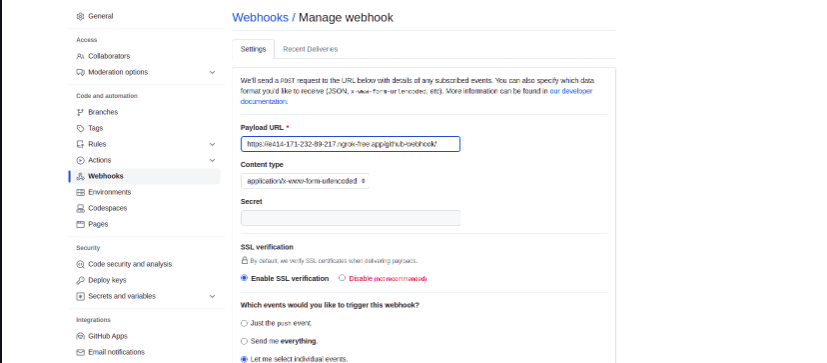 General
Access
Collaborators
Moderation options
Code and automation
Branches
Tags
Rules
Actions
Webhooks
Environments
Codespaces
Pages
Security
Code security and analysis
Deploy keys
Secrets and variables
Integrations
GitHub Apps
Email notifications
Webhooks / Manage webhook
Settings Recent Deliveries
We'll send a POST request to the URL below with details of any subscribed events. You can also specify which data
format you'd like to receive (JSON, x-www-form-urlencoded, etc). More information can be found in our developer
documentation.
Payload URL *
https://e414-171-232-89-217.ngrok-free.app/github-webhook/
Content type
application/x-www-form-urlencoded
Secret
SSL verification
By default, we verify SSL certificates when delivering payloads.
Enable SSL verification Disable (not recommended)
Which events would you like to trigger this webhook?
Just the push event.
Send me everything.
Let me select individual events.